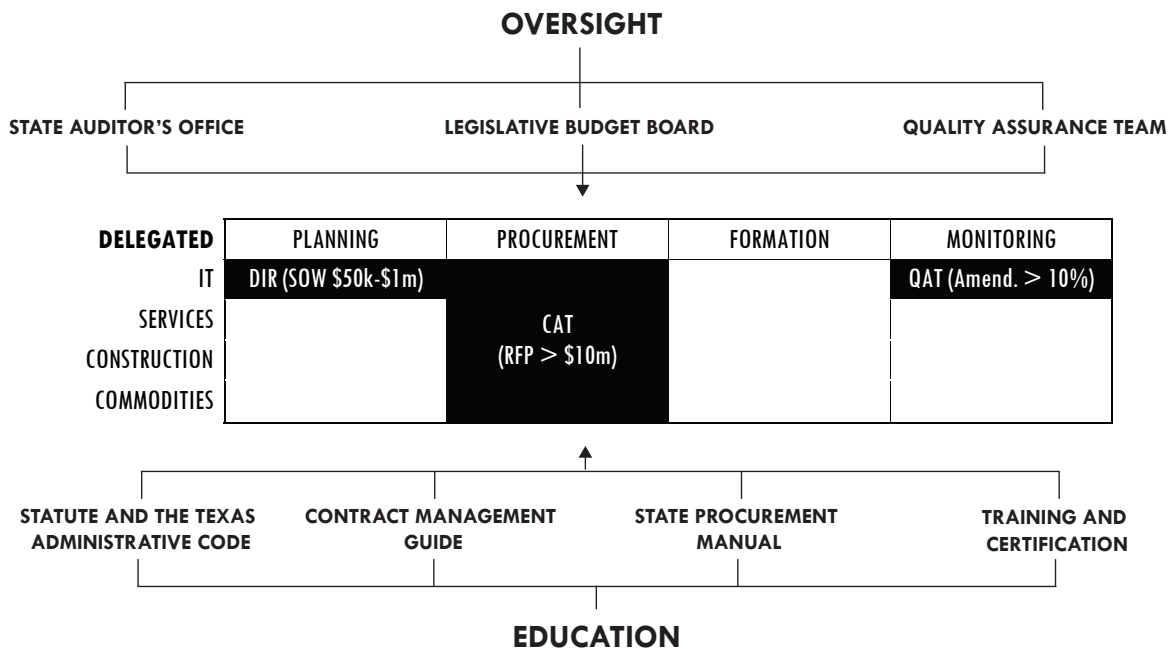 OVERSIGHT
STATE AUDITOR’S OFFICE
LEGISLATIVE BUDGET BOARD
QUALITY ASSURANCE TEAM
DELEGATED
PLANNING
PROCUREMENT
FORMATION
MONITORING
IT
DIR (SOW $50k-$1m)
QAT (Amend. > 10%)
SERVICES
CAT
(RFP > $10m)
CONSTRUCTION
COMMODITIES
STATUTE AND THE TEXAS
ADMINISTRATIVE CODE
CONTRACT MANAGEMENT
GUIDE
STATE PROCUREMENT
MANUAL
TRAINING AND
CERTIFICATION
EDUCATION